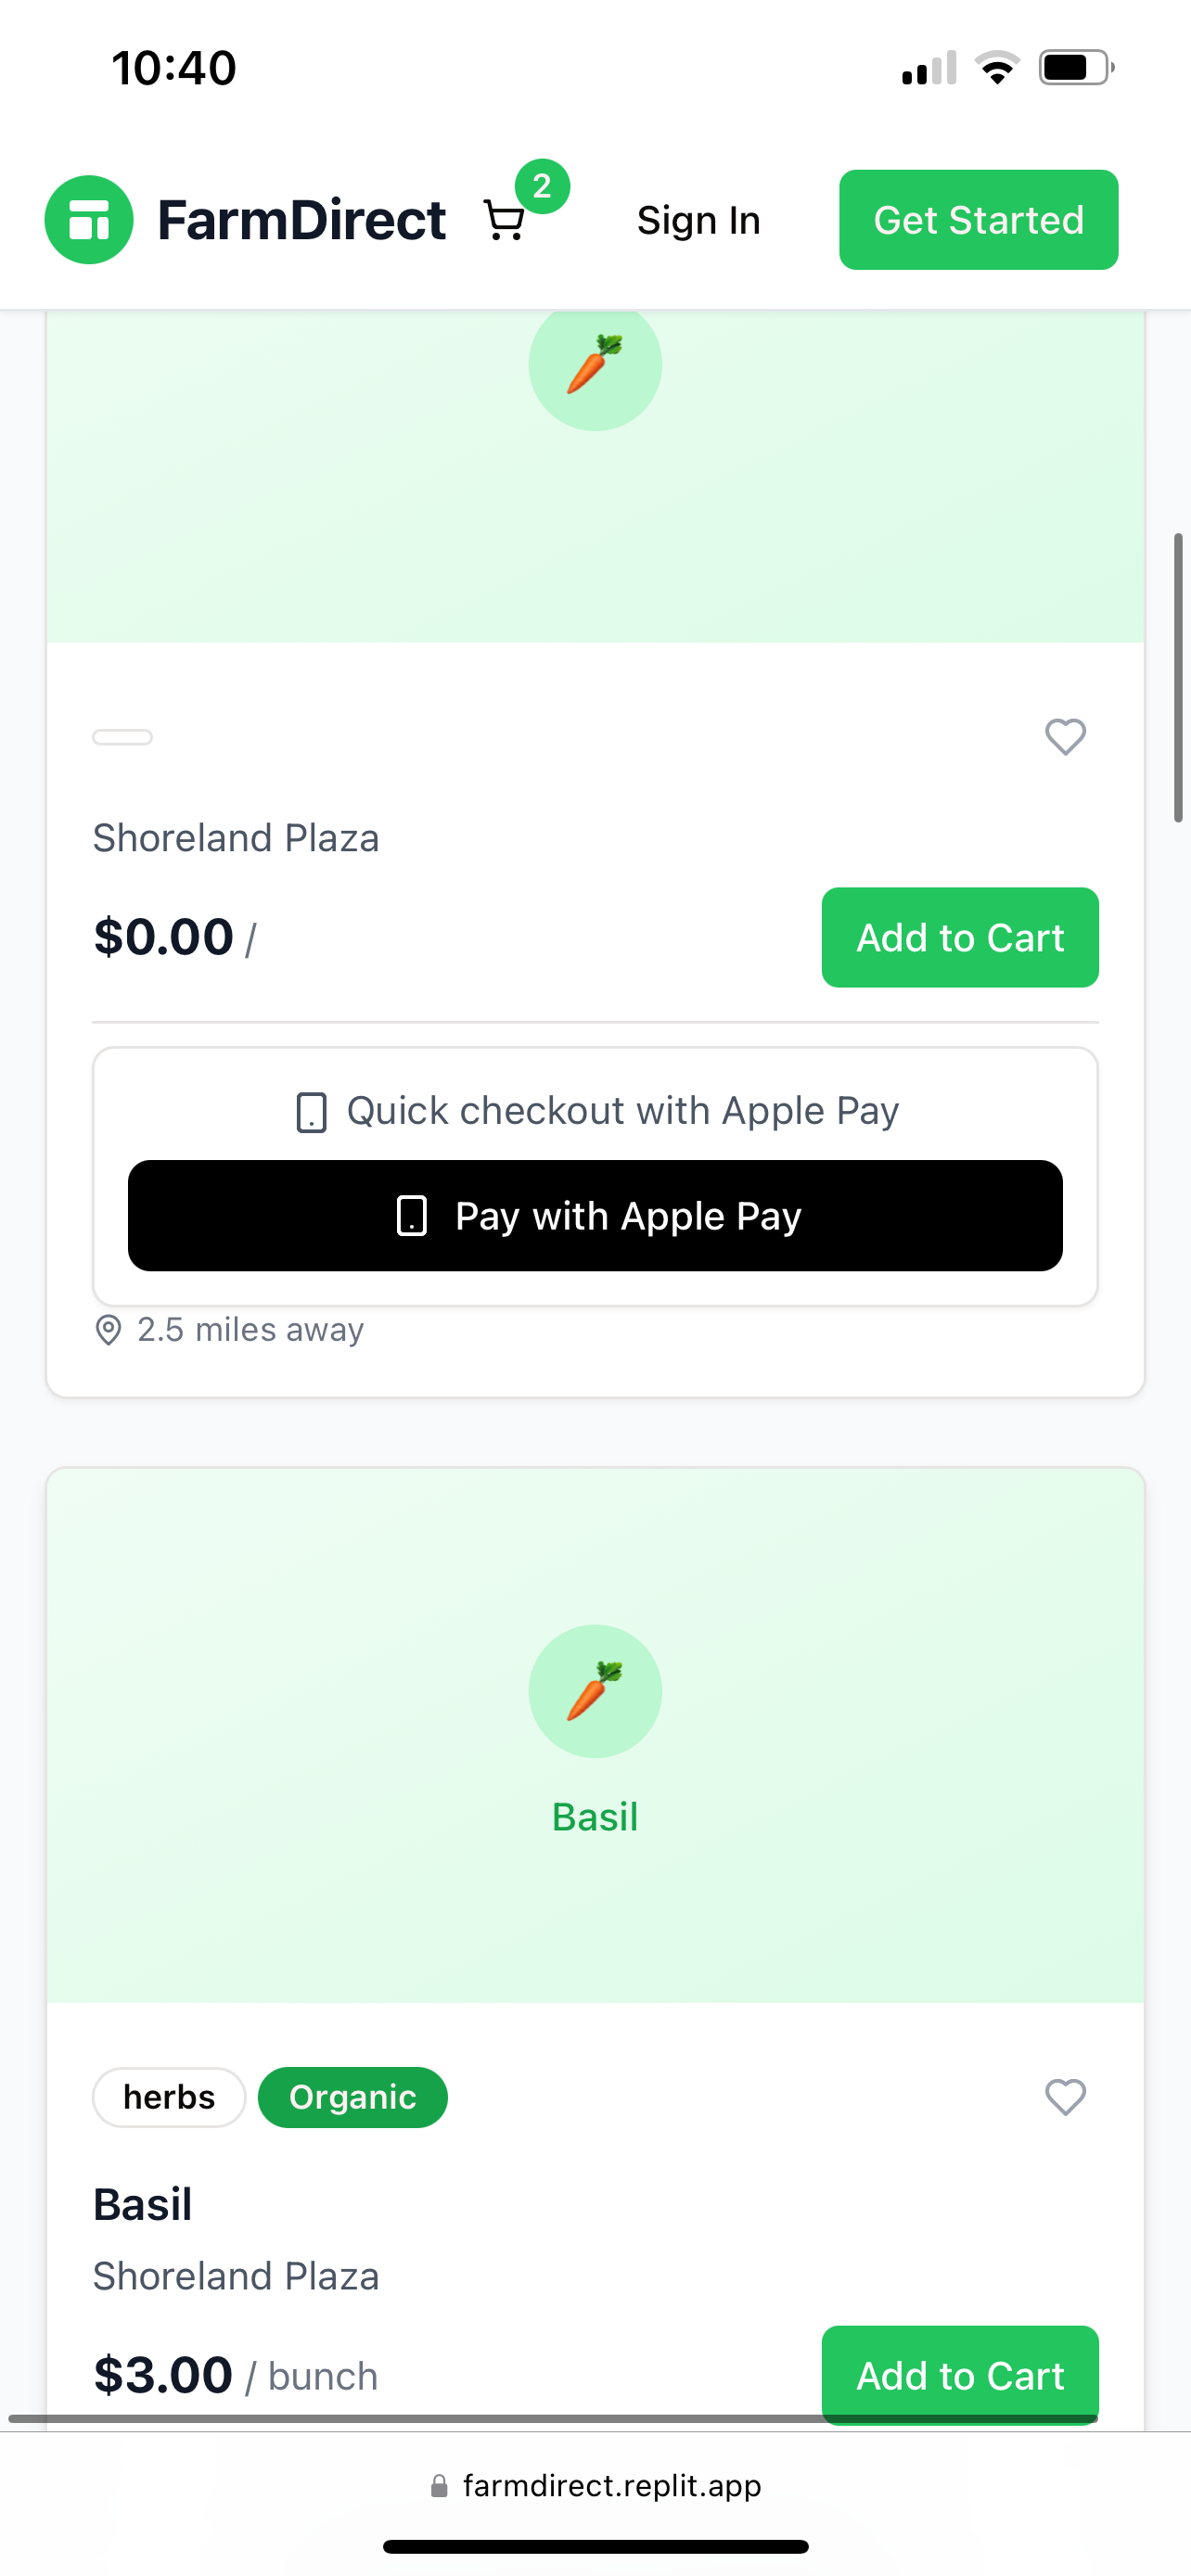 10:40
FarmDirect
2
Sign In
Get Started
Shoreland Plaza
$0.00 /
Add to Cart
Quick checkout with Apple Pay
Pay with Apple Pay
2.5 miles away
Basil
herbs
Organic
Basil
Shoreland Plaza
$3.00 / bunch
Add to Cart
farmdirect.replit.app